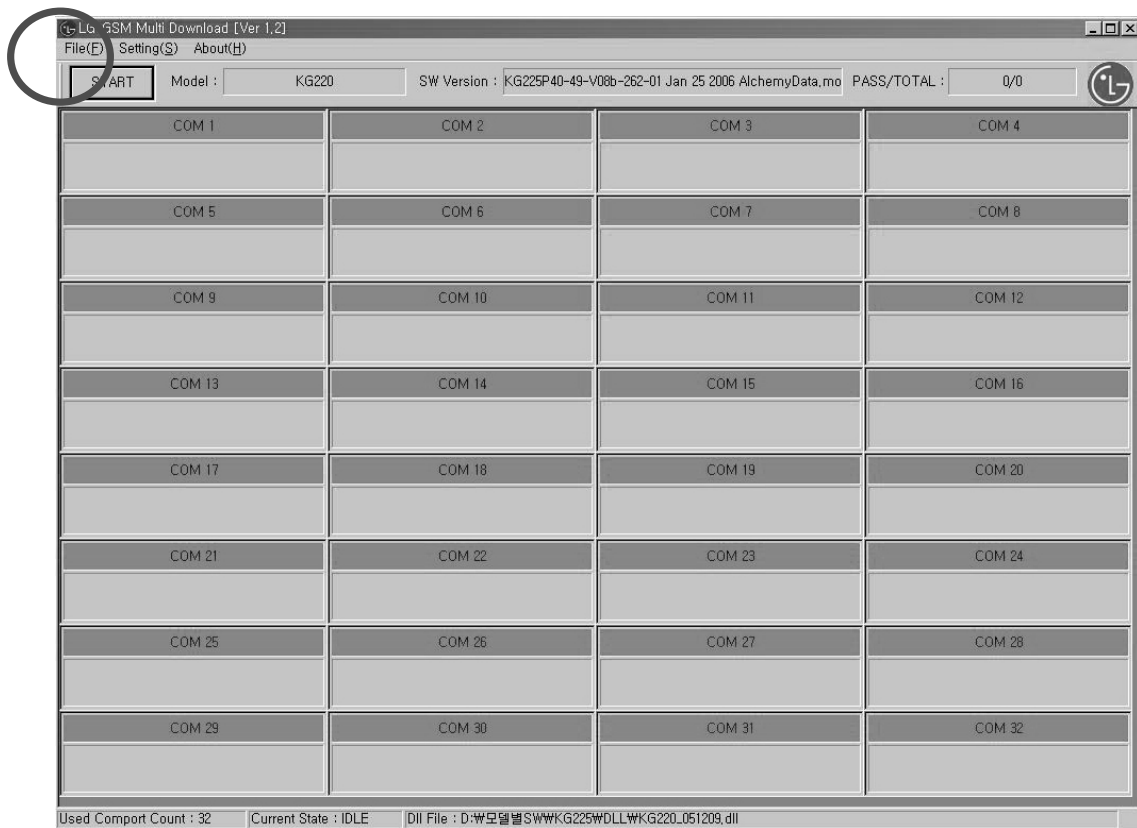 LG GSM Multi Download [Ver 1.2]
File(F) Setting(S) About(H)
START Model : KG220 SW Version : KG225P40-49-V08b-262-01 Jan 25 2006 AlchemyData.mo PASS/TOTAL : 0/0
COM 1 COM 2 COM 3 COM 4
COM 5 COM 6 COM 7 COM 8
COM 9 COM 10 COM 11 COM 12
COM 13 COM 14 COM 15 COM 16
COM 17 COM 18 COM 19 COM 20
COM 21 COM 22 COM 23 COM 24
COM 25 COM 26 COM 27 COM 28
COM 29 COM 30 COM 31 COM 32
Used Comport Count : 32 Current State : IDLE Dll File : D:₩모델별SW₩KG225₩DLL₩KG220_051209.dll